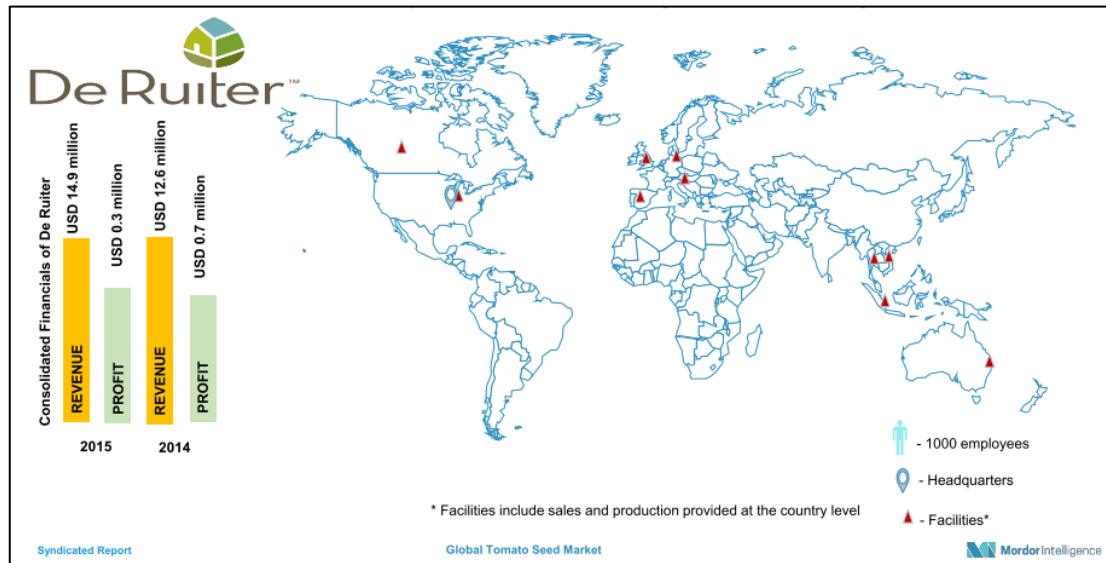 De Ruiter™
Consolidated Financials of De Ruiter
USD 14.9 million
REVENUE
USD 0.3 million
PROFIT
2015
USD 12.6 million
REVENUE
USD 0.7 million
PROFIT
2014
- 1000 employees
- Headquarters
- Facilities*
* Facilities include sales and production provided at the country level
Syndicated Report
Global Tomato Seed Market
Mordor Intelligence